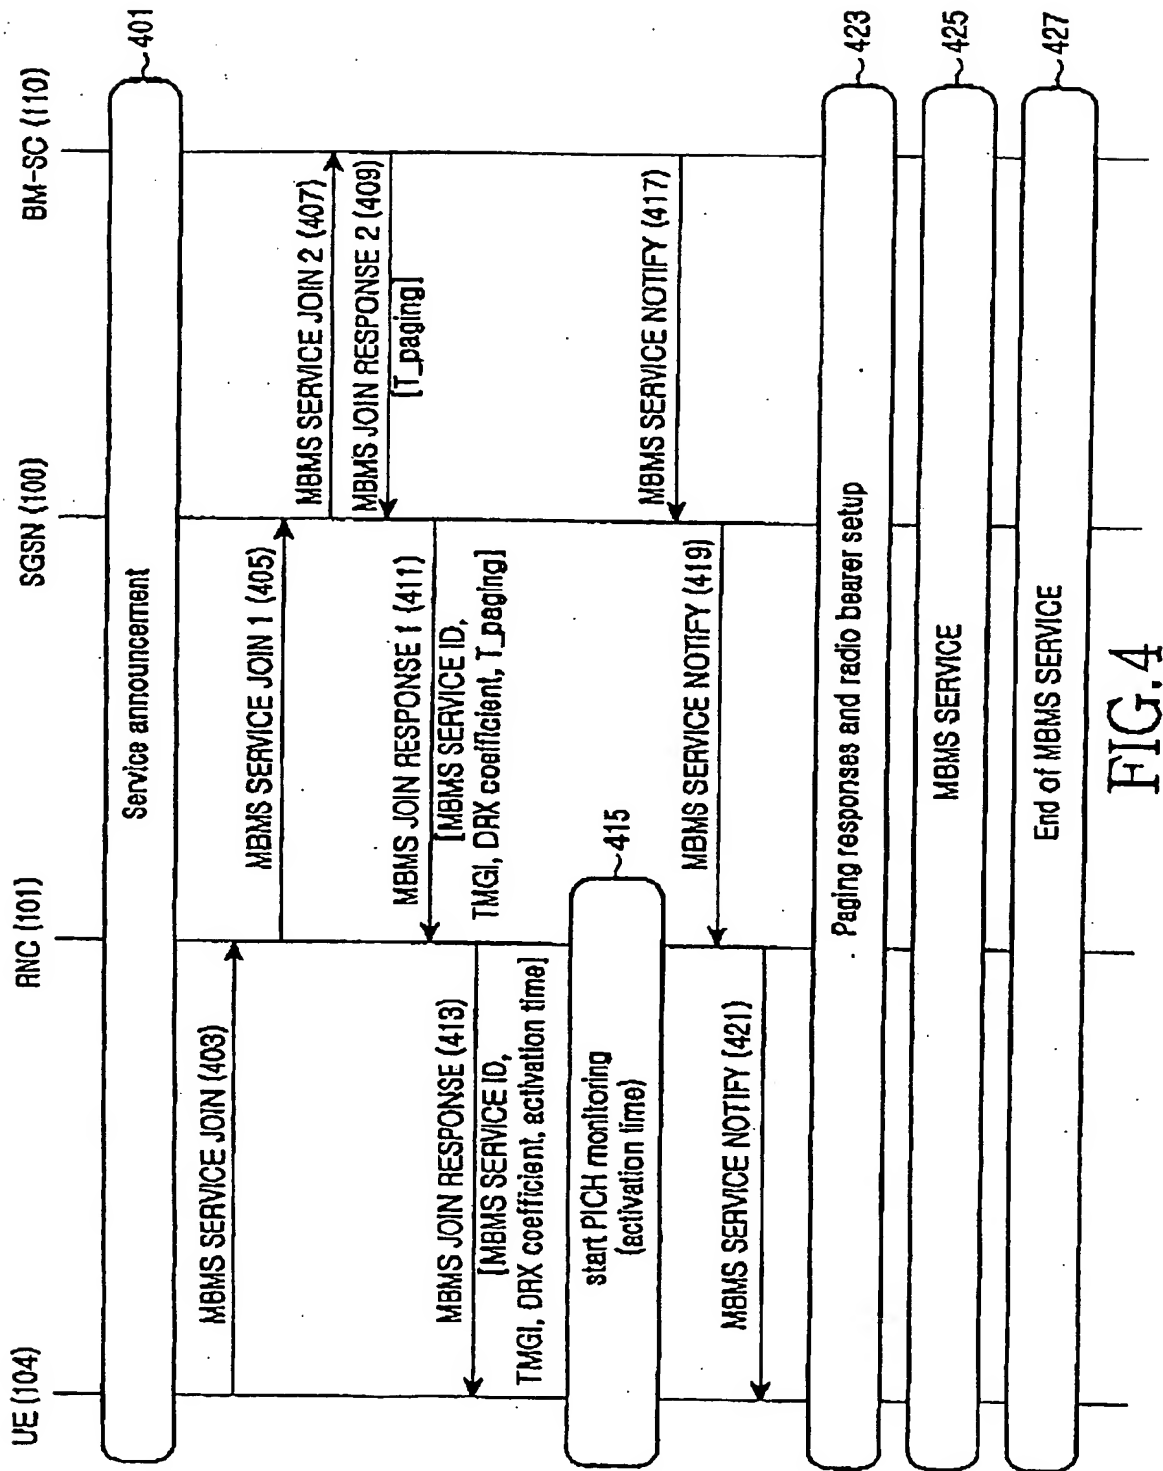 UE (104)
RNC (101)
SGSN (100)
BM-SC (110)
Service announcement
401
MBMS SERVICE JOIN (403)
MBMS SERVICE JOIN 1 (405)
MBMS SERVICE JOIN 2 (407)
MBMS JOIN RESPONSE 2 (409)
[T_paging]
MBMS JOIN RESPONSE 1 (411)
[MBMS SERVICE ID,
TMGI, DRX coefficient, T_paging]
MBMS JOIN RESPONSE (413)
[MBMS SERVICE ID,
TMGI, DRX coefficient, activation time]
start PICH monitoring
(activation time)
415
MBMS SERVICE NOTIFY (417)
MBMS SERVICE NOTIFY (419)
MBMS SERVICE NOTIFY (421)
Paging responses and radio bearer setup
423
MBMS SERVICE
425
End of MBMS SERVICE
427
FIG.4